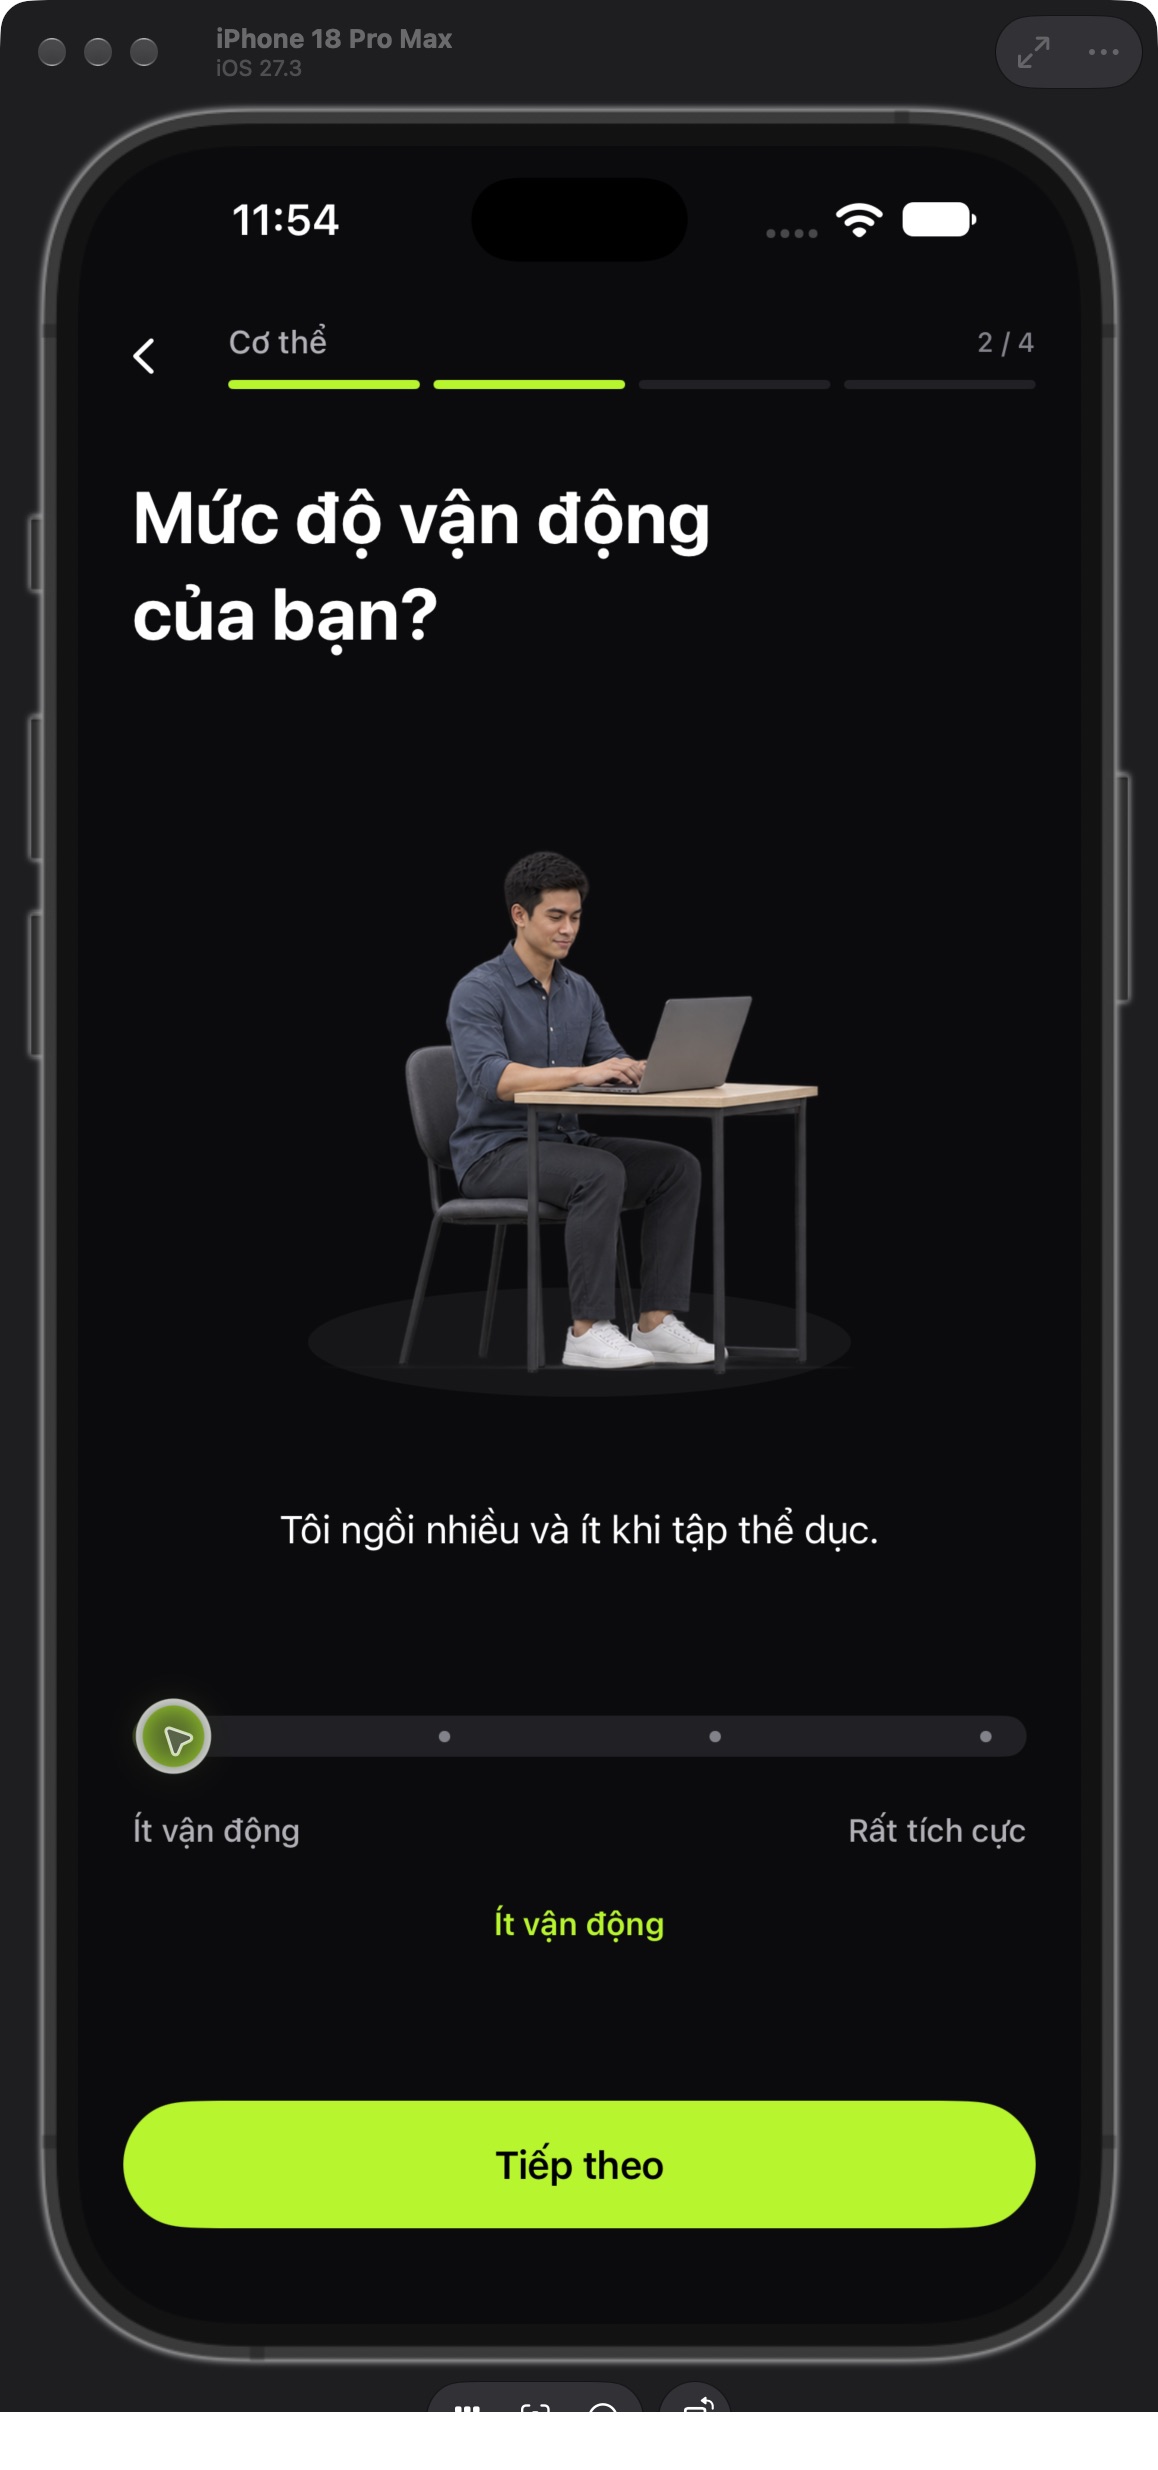 iPhone 18 Pro Max
iOS 27.3
11:54
Cơ thể
2 / 4
Mức độ vận động
của bạn?
Tôi ngồi nhiều và ít khi tập thể dục.
Ít vận động
Rất tích cực
Ít vận động
Tiếp theo